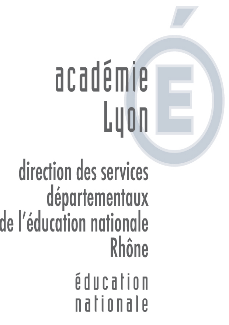 académie
Lyon
É
direction des services
départementaux
de l'éducation nationale
Rhône
éducation
nationale